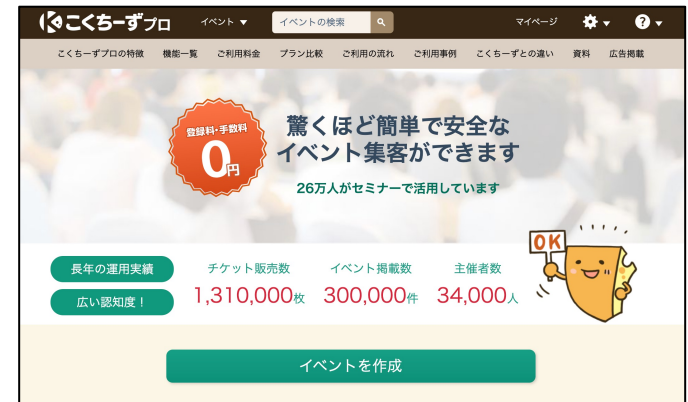 こくちーずプロ イベント ▼ イベントの検索 マイページ ▼ ? ▼
こくちーずプロの特徴 機能一覧 ご利用料金 プラン比較 ご利用の流れ ご利用事例 こくちーずとの違い 資料 広告掲載
登録料・手数料
0円
驚くほど簡単で安全な
イベント集客ができます
26万人がセミナーで活用しています
OK
長年の運用実績
広い認知度！
チケット販売数 イベント掲載数 主催者数
1,310,000枚 300,000件 34,000人
イベントを作成